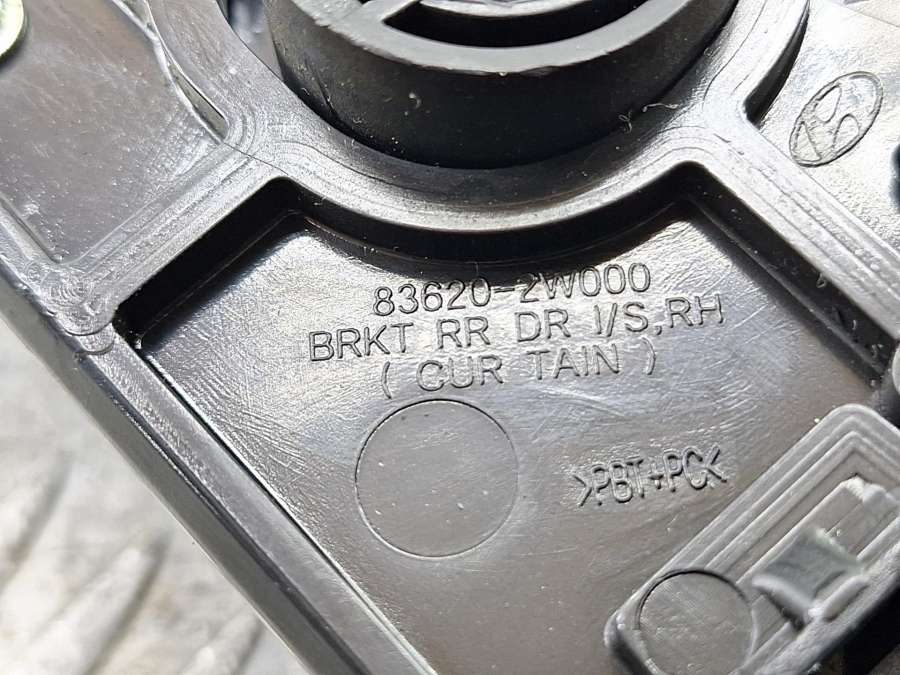 83620-2W000
BRKT RR DR I/S,RH
( CUR TAIN )
>PBT+PC<